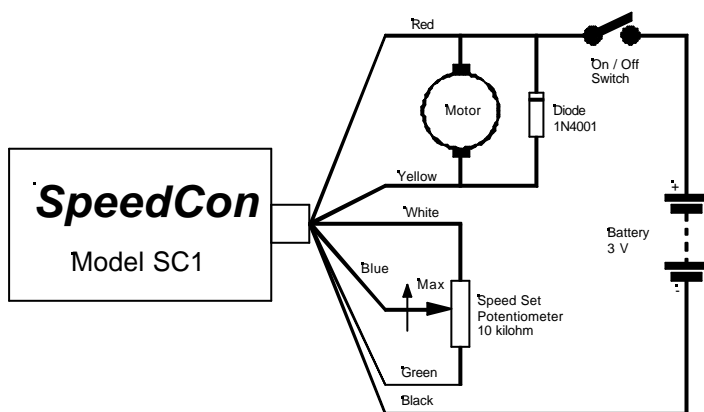 Red
On / Off
Switch
Motor
Diode
1N4001
Yellow
SpeedCon
Model SC1
White
+
Battery
3 V
Blue
Max
Speed Set
Potentiometer
10 kilohm
-
Green
Black